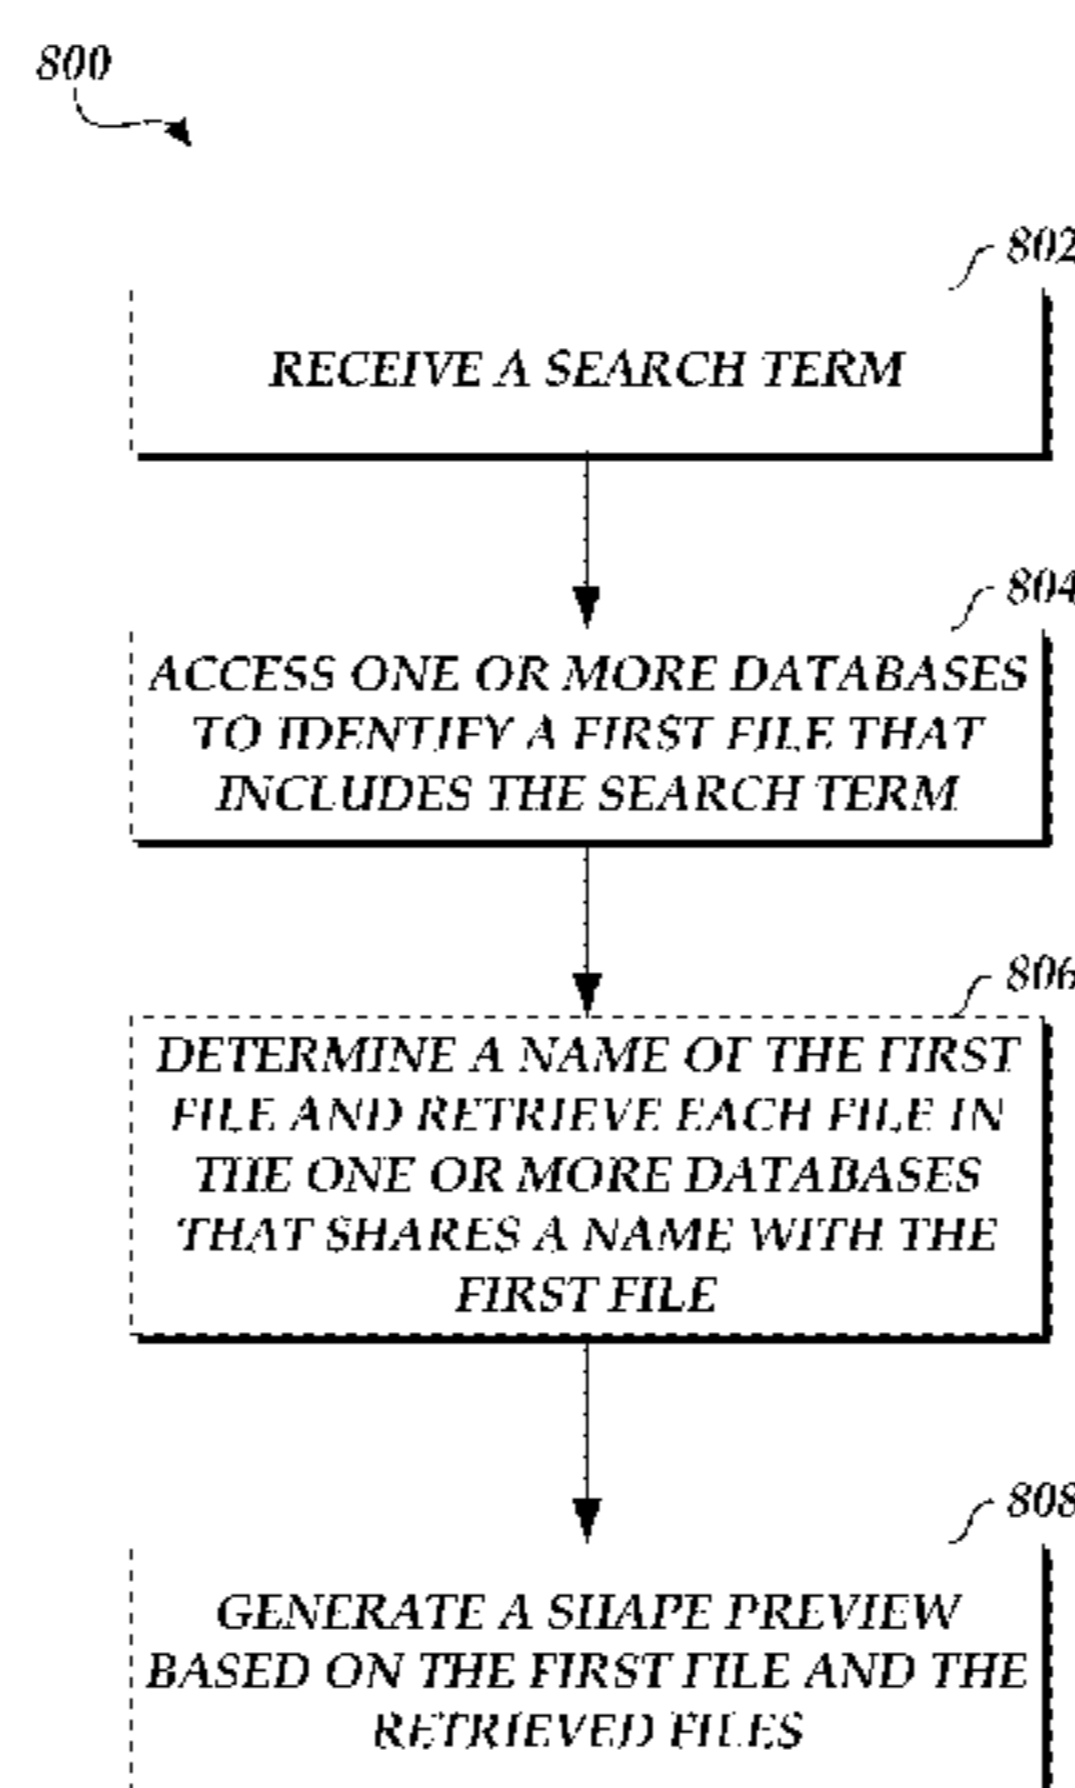 800
802
RECEIVE A SEARCH TERM
804
ACCESS ONE OR MORE DATABASES
TO IDENTIFY A FIRST FILE THAT
INCLUDES THE SEARCH TERM
806
DETERMINE A NAME OF THE FIRST
FILE AND RETRIEVE EACH FILE IN
THE ONE OR MORE DATABASES
THAT SHARES A NAME WITH THE
FIRST FILE
808
GENERATE A SHAPE PREVIEW
BASED ON THE FIRST FILE AND THE
RETRIEVED FILES